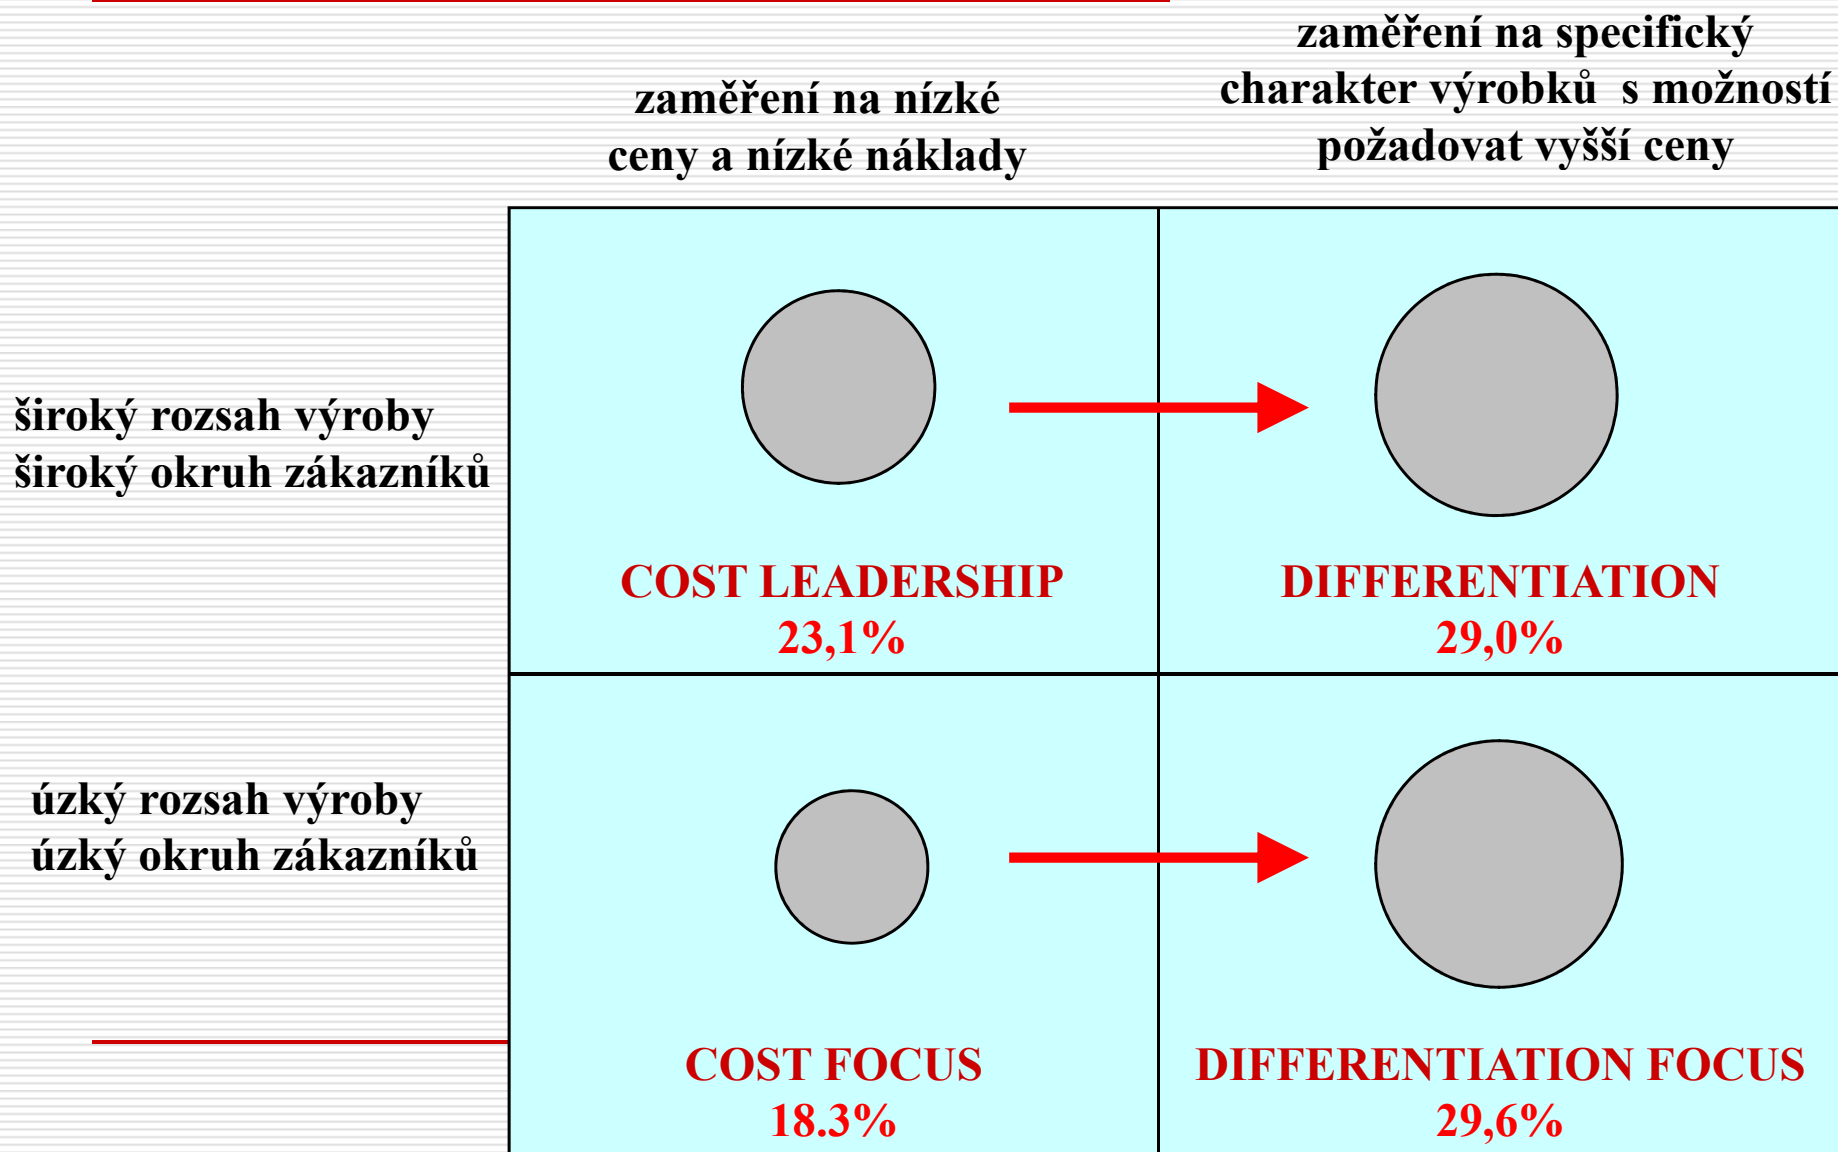 zaměření na nízké
ceny a nízké náklady
zaměření na specifický
charakter výrobků s možností
požadovat vyšší ceny
široký rozsah výroby
široký okruh zákazníků
COST LEADERSHIP
23,1%
DIFFERENTIATION
29,0%
úzký rozsah výroby
úzký okruh zákazníků
COST FOCUS
18.3%
DIFFERENTIATION FOCUS
29,6%